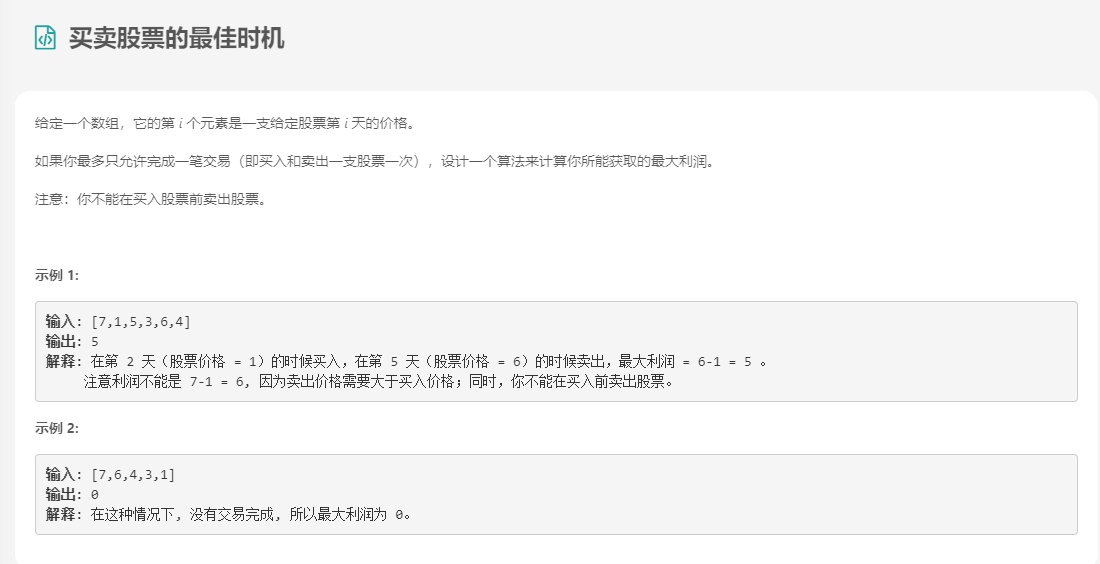 买卖股票的最佳时机
给定一个数组，它的第 i 个元素是一支给定股票第 i 天的价格。
如果你最多只允许完成一笔交易（即买入和卖出一支股票一次），设计一个算法来计算你所能获取的最大利润。
注意：你不能在买入股票前卖出股票。
示例 1:
输入: [7,1,5,3,6,4]
输出: 5
解释: 在第 2 天（股票价格 = 1）的时候买入，在第 5 天（股票价格 = 6）的时候卖出，最大利润 = 6-1 = 5 。
注意利润不能是 7-1 = 6, 因为卖出价格需要大于买入价格；同时，你不能在买入前卖出股票。
示例 2:
输入: [7,6,4,3,1]
输出: 0
解释: 在这种情况下, 没有交易完成, 所以最大利润为 0。